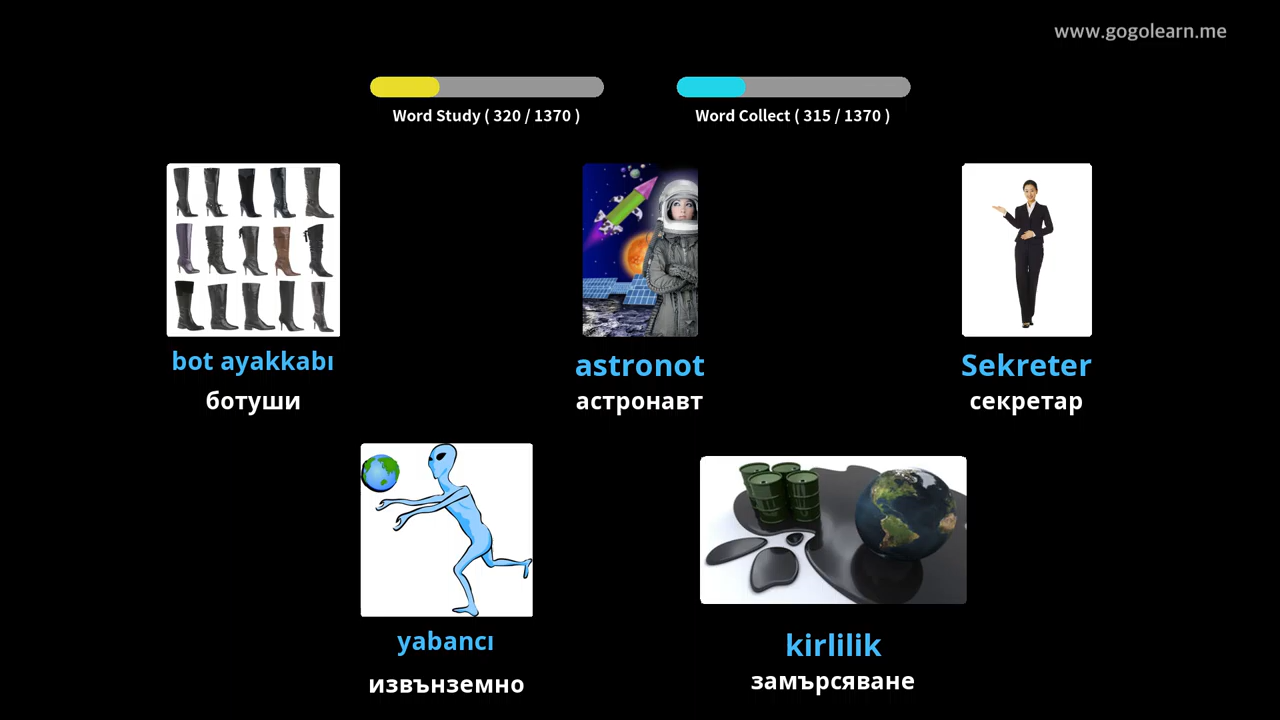 www.gogolearn.me
Word Study ( 320 / 1370 )
Word Collect ( 315 / 1370 )
bot ayakkabı
ботуши
astronot
астронавт
Sekreter
секретар
yabancı
извънземно
kirlilik
замърсяване